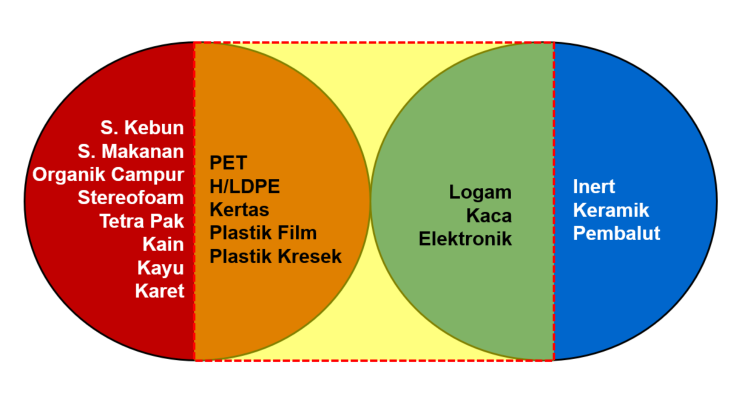 S. Kebun
S. Makanan
Organik Campur
Stereofoam
Tetra Pak
Kain
Kayu
Karet
PET
H/LDPE
Kertas
Plastik Film
Plastik Kresek
Logam
Kaca
Elektronik
Inert
Keramik
Pembalut